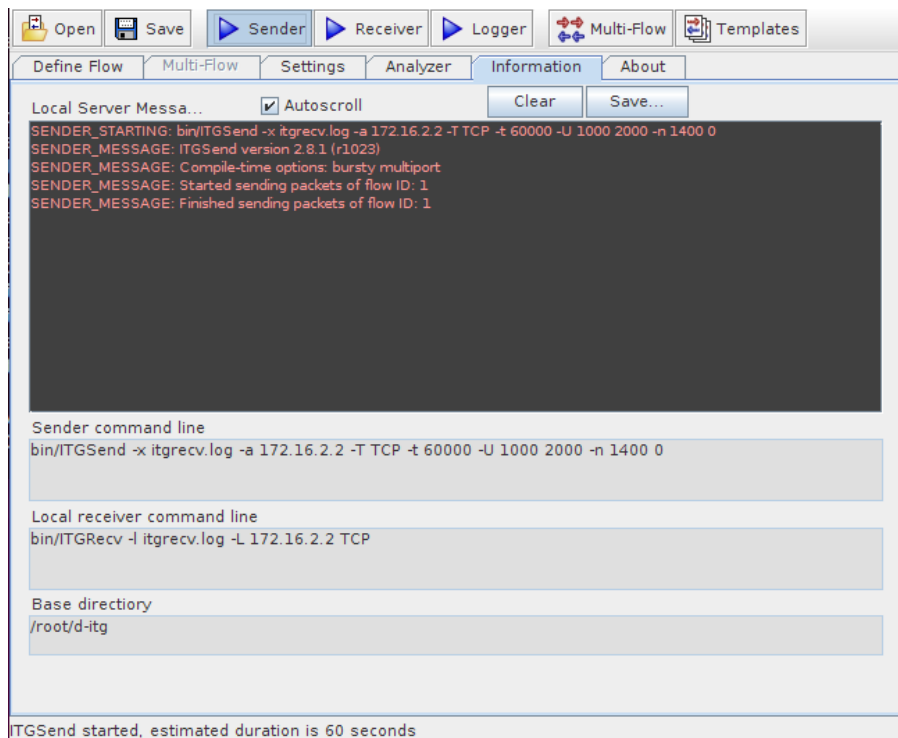 Open Save Sender Receiver Logger Multi-Flow Templates
Define Flow Multi-Flow Settings Analyzer Information About
Local Server Messa... Autoscroll Clear Save...
SENDER_STARTING: bin/ITGSend -x itgrecv.log -a 172.16.2.2 -T TCP -t 60000 -U 1000 2000 -n 1400 0
SENDER_MESSAGE: ITGSend version 2.8.1 (r1023)
SENDER_MESSAGE: Compile-time options: bursty multiport
SENDER_MESSAGE: Started sending packets of flow ID: 1
SENDER_MESSAGE: Finished sending packets of flow ID: 1
Sender command line
bin/ITGSend -x itgrecv.log -a 172.16.2.2 -T TCP -t 60000 -U 1000 2000 -n 1400 0
Local receiver command line
bin/ITGRecv -l itgrecv.log -L 172.16.2.2 TCP
Base directory
/root/d-itg
ITGSend started, estimated duration is 60 seconds